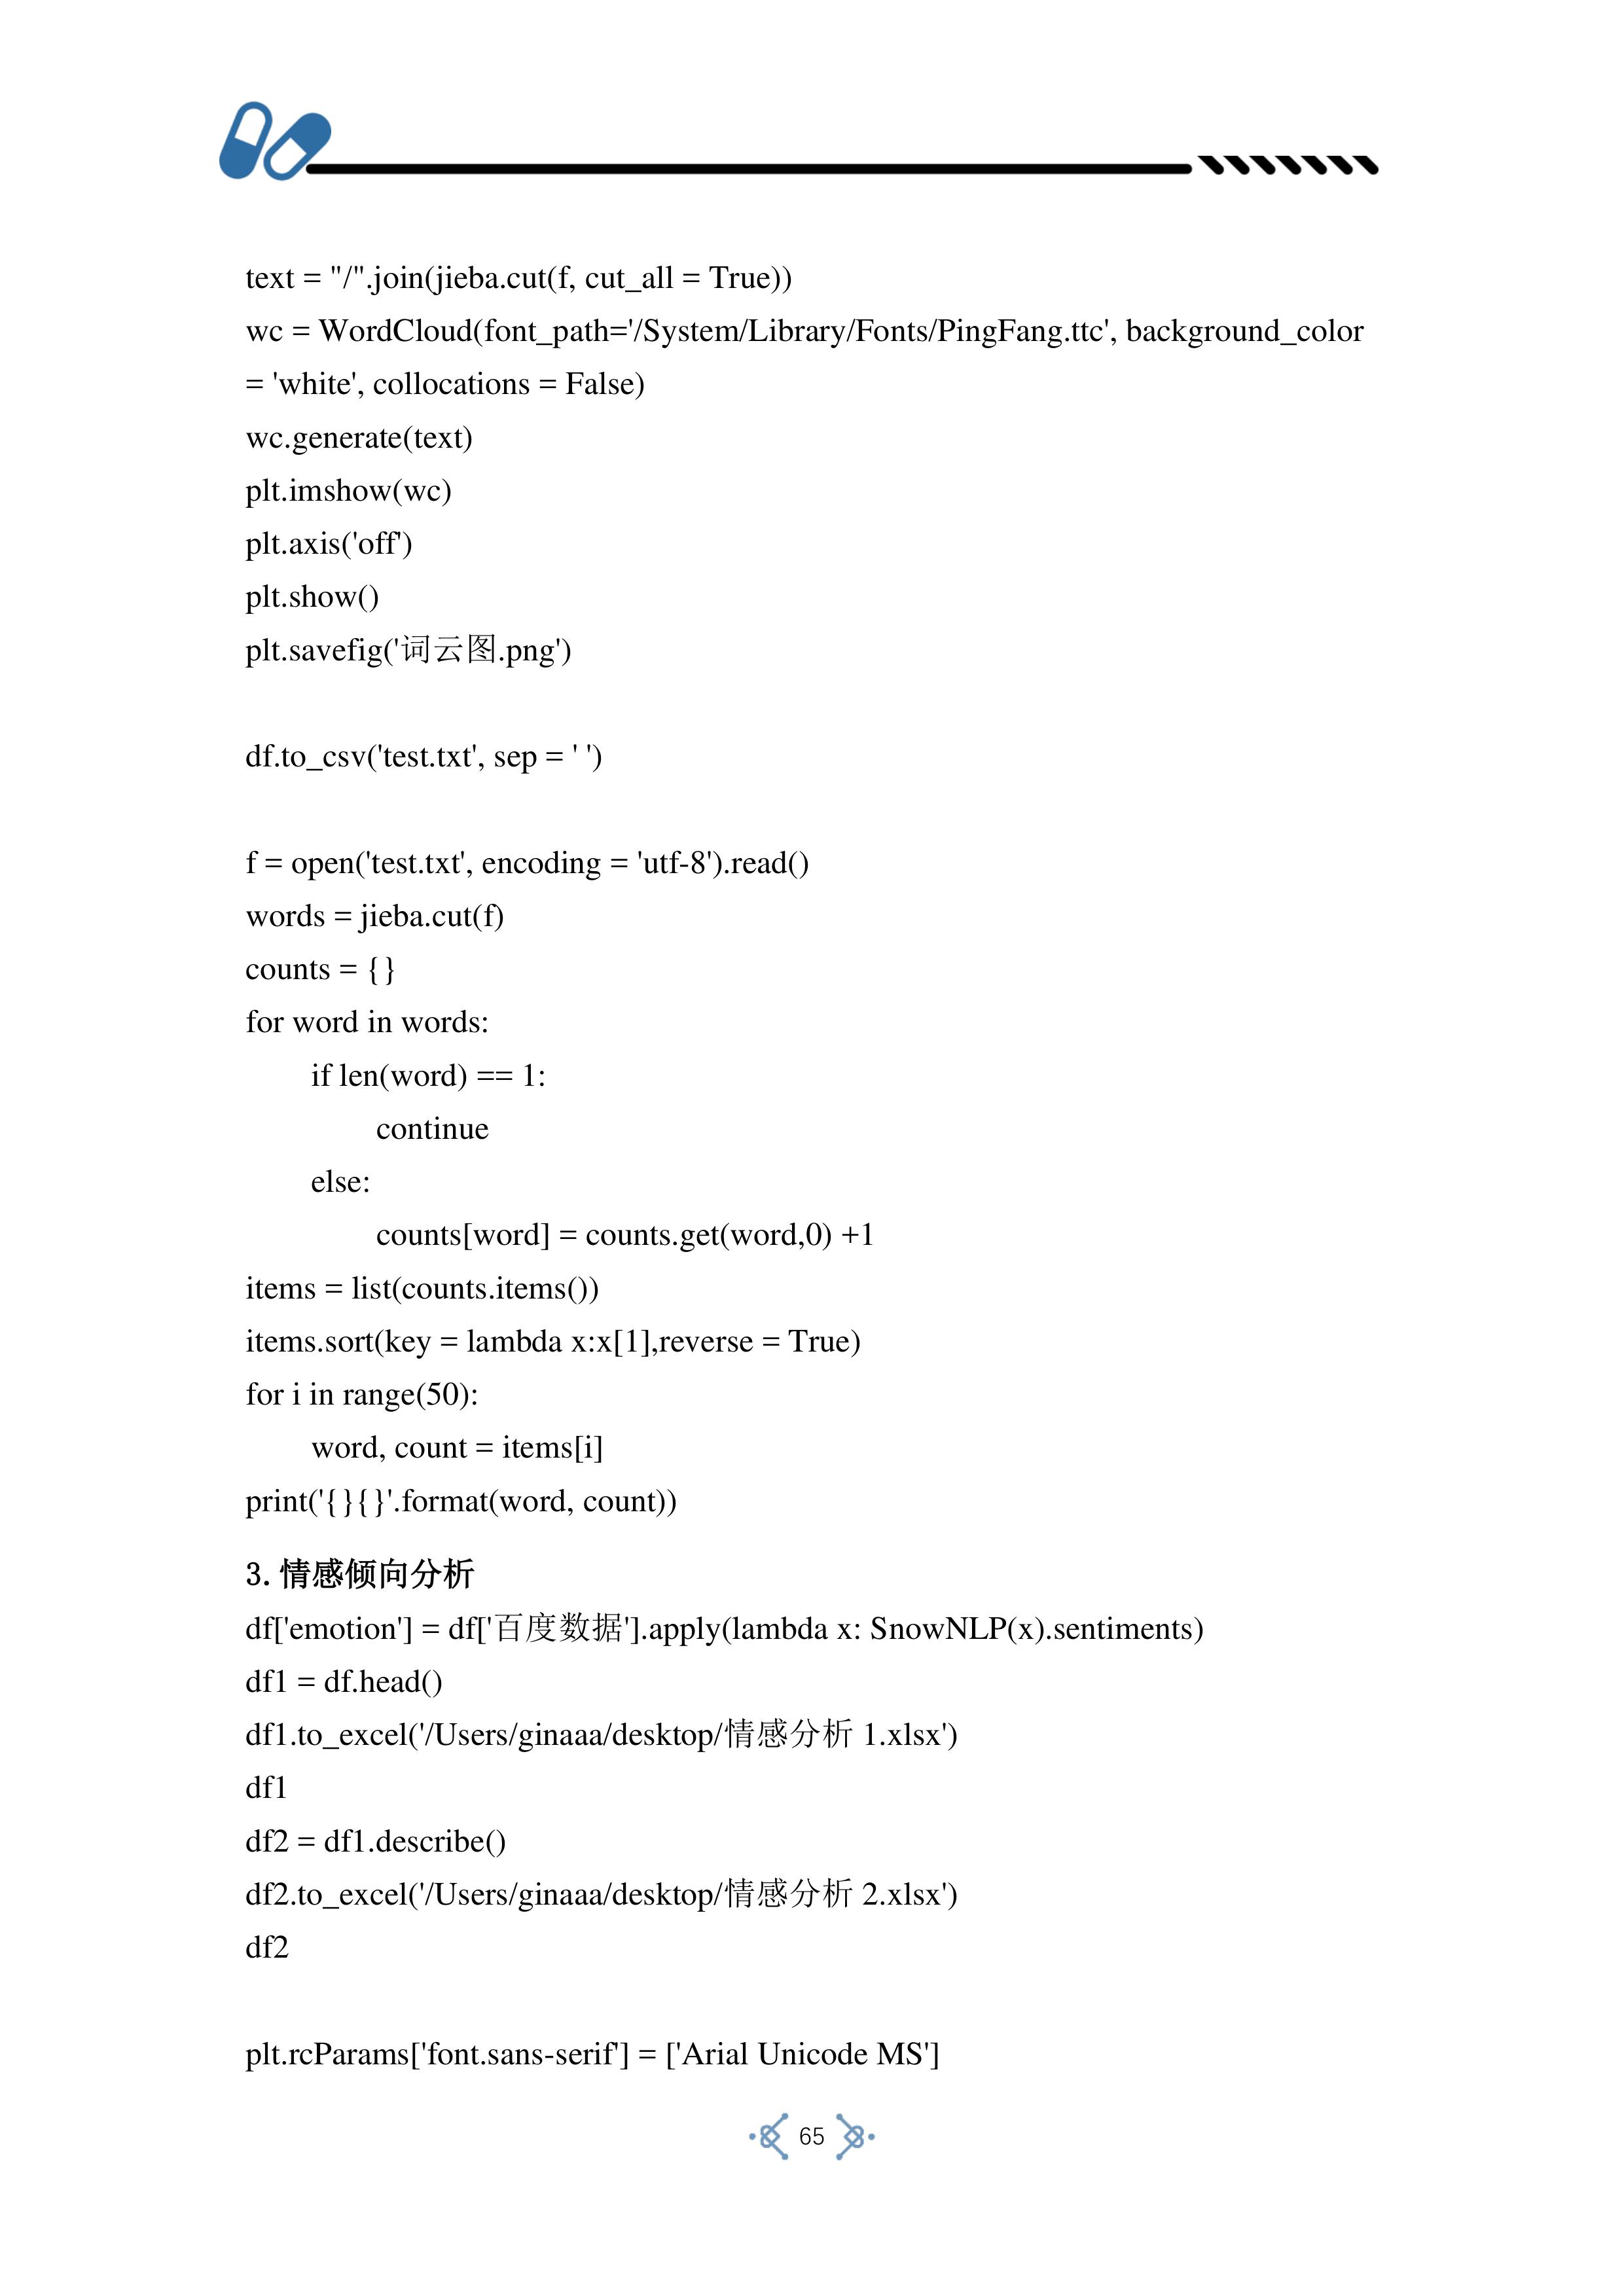 text = "/".join(jieba.cut(f, cut_all = True))
wc = WordCloud(font_path='/System/Library/Fonts/PingFang.ttc', background_color
= 'white', collocations = False)
wc.generate(text)
plt.imshow(wc)
plt.axis('off')
plt.show()
plt.savefig('词云图.png')
df.to_csv('test.txt', sep = ' ')
f = open('test.txt', encoding = 'utf-8').read()
words = jieba.cut(f)
counts = {}
for word in words:
if len(word) == 1:
continue
else:
counts[word] = counts.get(word,0) +1
items = list(counts.items())
items.sort(key = lambda x:x[1],reverse = True)
for i in range(50):
word, count = items[i]
print('{}{}'.format(word, count))
3. 情感倾向分析
df['emotion'] = df['百度数据'].apply(lambda x: SnowNLP(x).sentiments)
df1 = df.head()
df1.to_excel('/Users/ginaaa/desktop/情感分析 1.xlsx')
df1
df2 = df1.describe()
df2.to_excel('/Users/ginaaa/desktop/情感分析 2.xlsx')
df2
plt.rcParams['font.sans-serif'] = ['Arial Unicode MS']
65